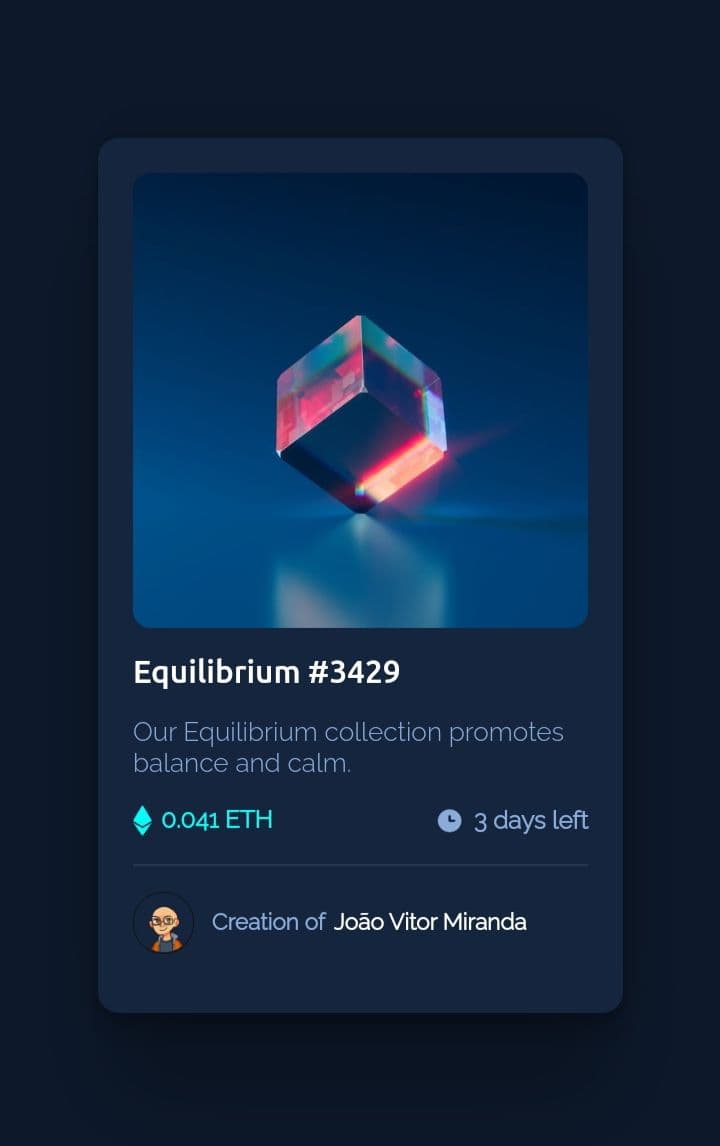 Equilibrium #3429
Our Equilibrium collection promotes
balance and calm.
0.041 ETH
3 days left
Creation of João Vitor Miranda